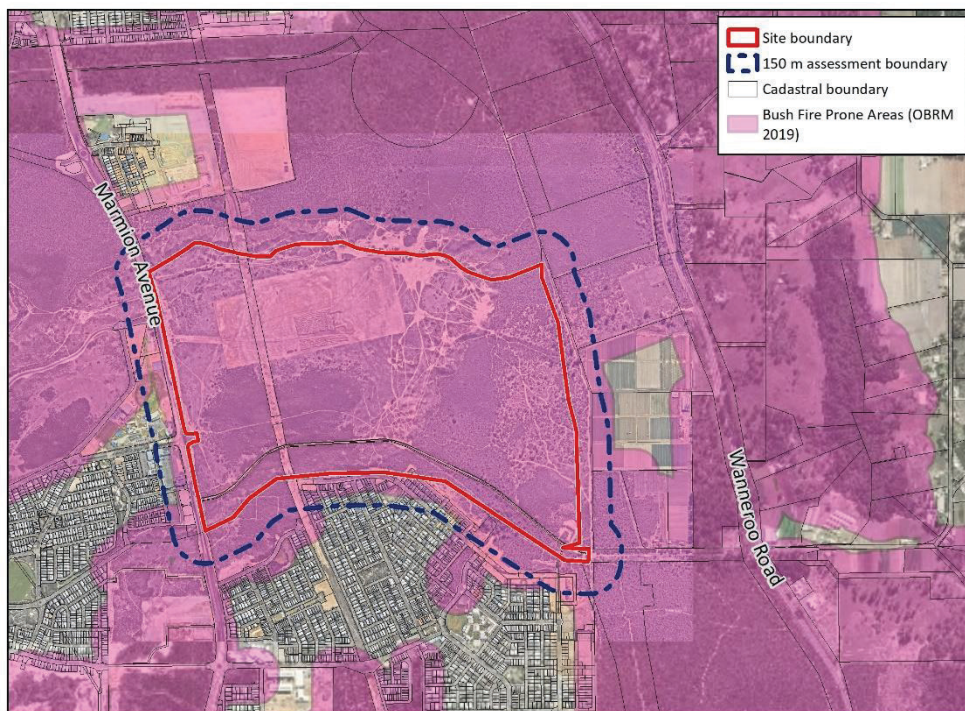 Site boundary
150 m assessment boundary
Cadastral boundary
Bush Fire Prone Areas (OBRM
2019)
Marmion Avenue
Wanneroo Road